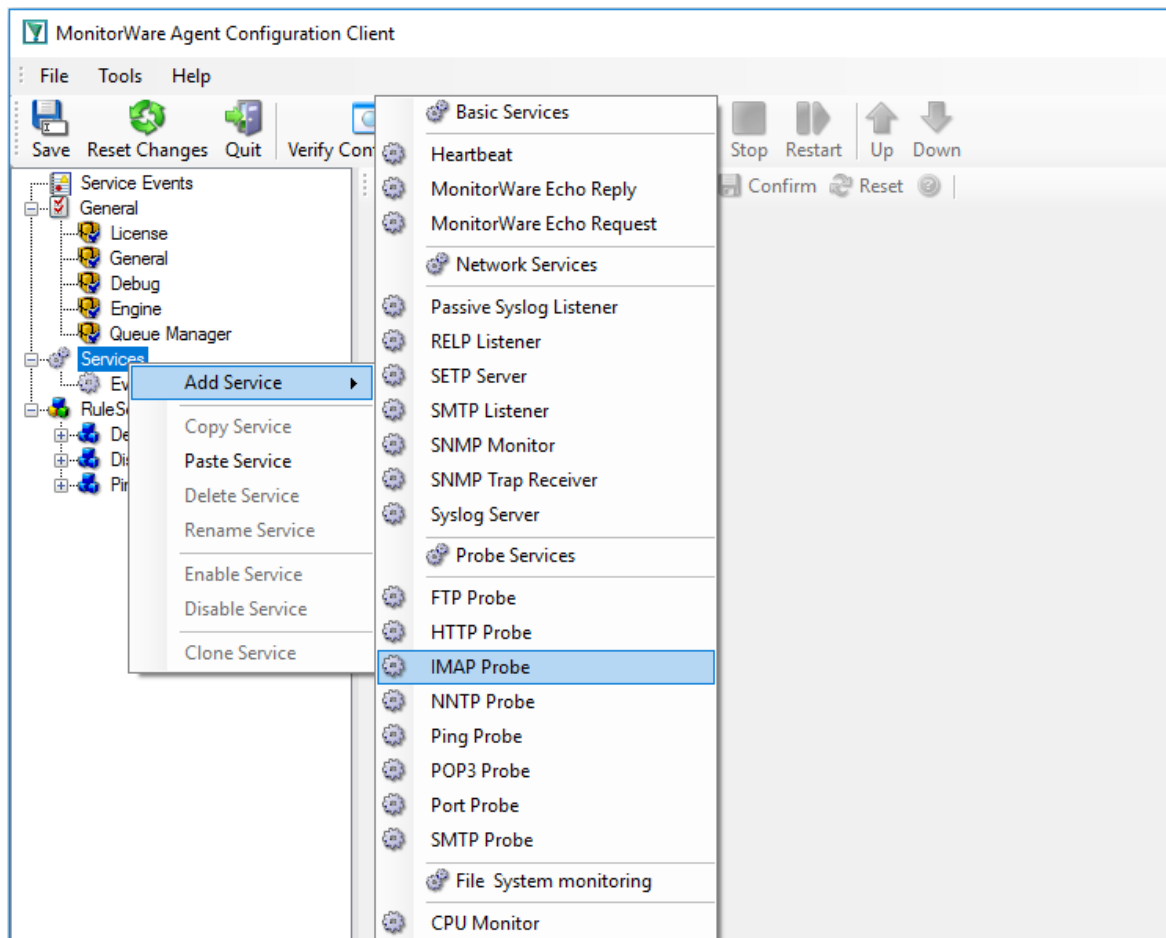 MonitorWare Agent Configuration Client
File Tools Help
Save Reset Changes Quit Verify Stop Restart Up Down
Confirm Reset
Service Events
General
License
General
Debug
Engine
Queue Manager
Services
Add Service
Copy Service
Paste Service
Delete Service
Rename Service
Enable Service
Disable Service
Clone Service
Basic Services
Heartbeat
MonitorWare Echo Reply
MonitorWare Echo Request
Network Services
Passive Syslog Listener
RELP Listener
SETP Server
SMTP Listener
SNMP Monitor
SNMP Trap Receiver
Syslog Server
Probe Services
FTP Probe
HTTP Probe
IMAP Probe
NNTP Probe
Ping Probe
POP3 Probe
Port Probe
SMTP Probe
File System monitoring
CPU Monitor